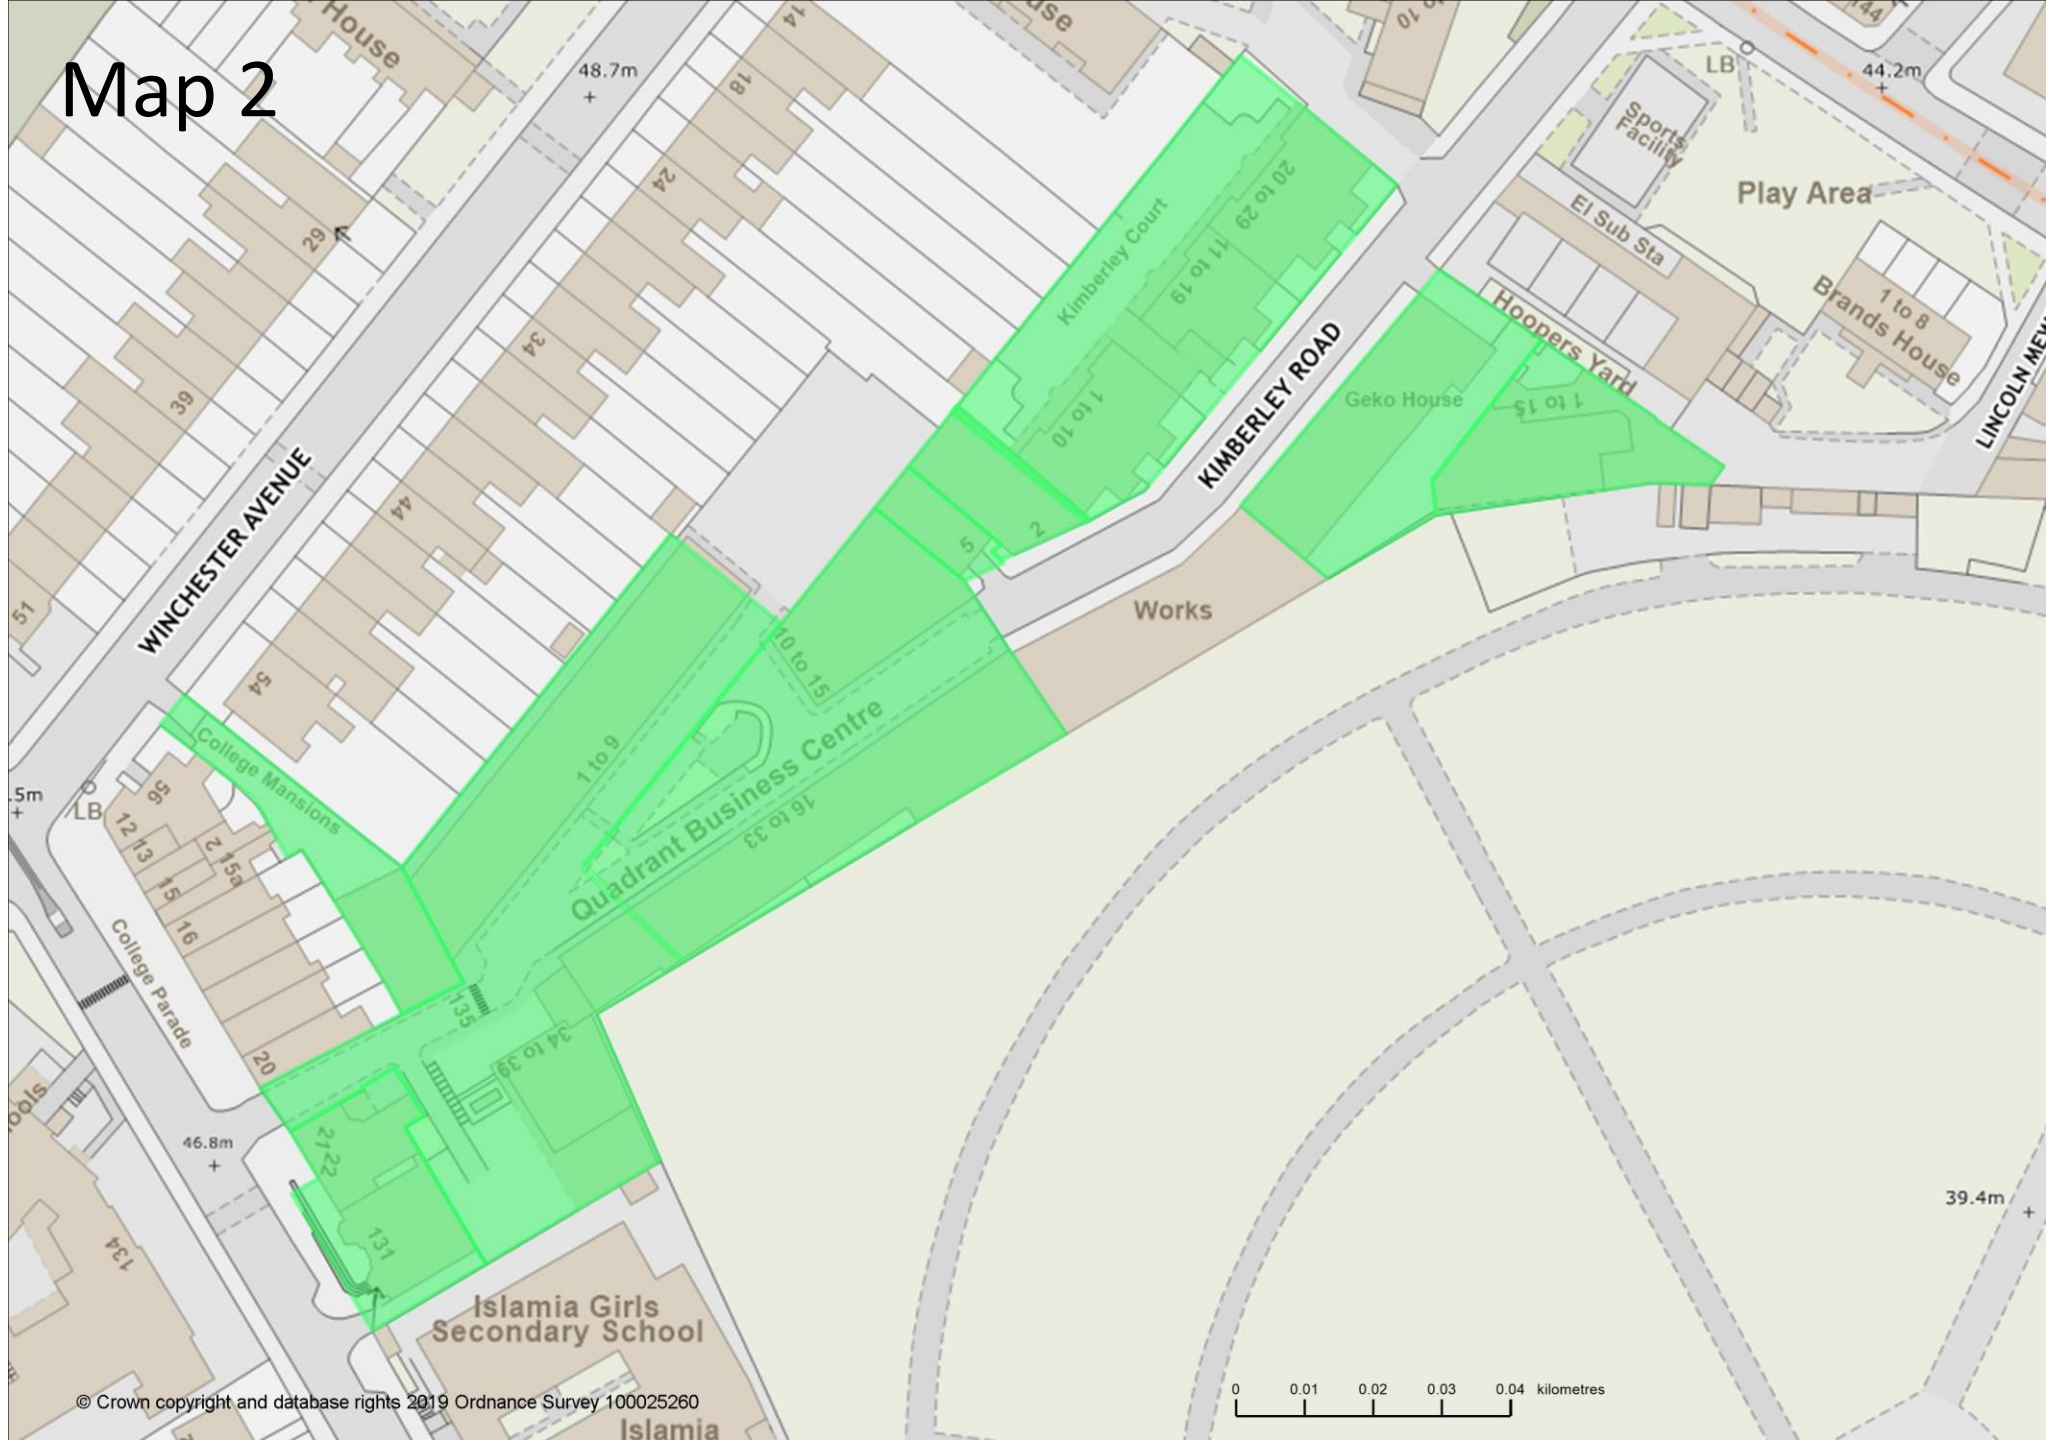 Map 2
House
48.7m
14
18
24
34
44
54
29
39
51
WINCHESTER AVENUE
144
44.2m
LB
Sports
Facility
Play Area
El Sub Sta
1 to 8
Brands House
Hoopers Yard
LINCOLN MEW
Kimberley Court
20 to 29
11 to 19
1 to 10
KIMBERLEY ROAD
Geko House
1 to 15
2
5
Works
10 to 15
1 to 9
Quadrant Business Centre
16 to 33
College Mansions
.5m
LB
56
12
13
2
15a
15
16
20
College Parade
135
34 to 39
46.8m
21-22
131
134
39.4m
Islamia Girls
Secondary School
Islamia
0 0.01 0.02 0.03 0.04 kilometres
© Crown copyright and database rights 2019 Ordnance Survey 100025260